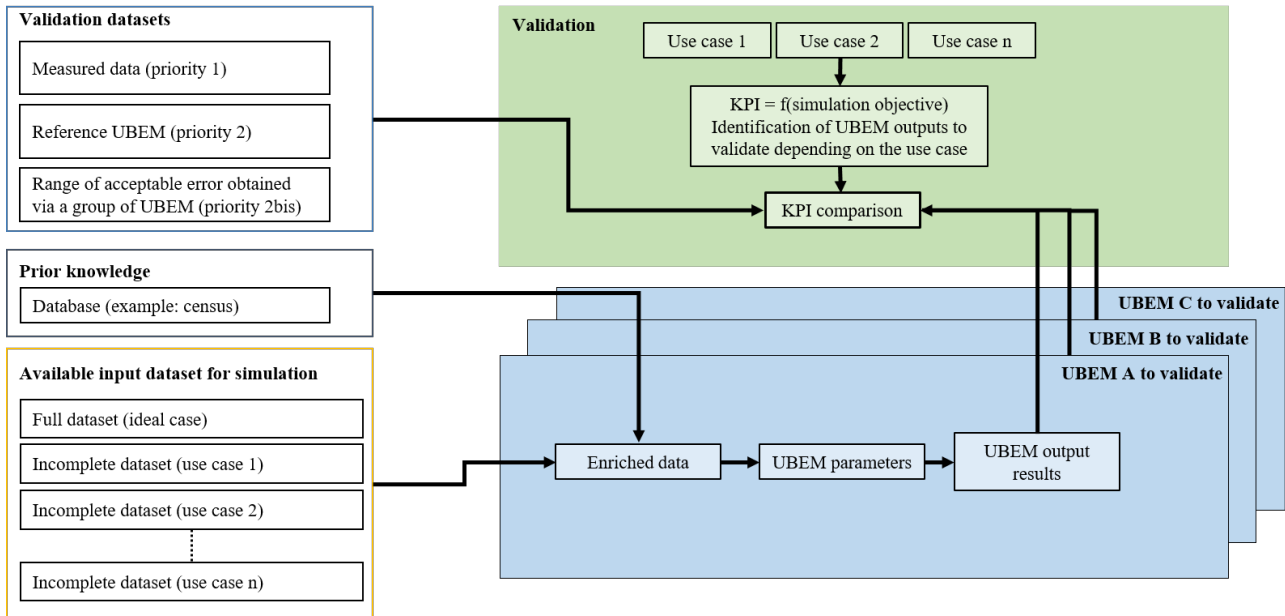 Validation datasets
Measured data (priority 1)
Reference UBEM (priority 2)
Range of acceptable error obtained
via a group of UBEM (priority 2bis)
Prior knowledge
Database (example: census)
Available input dataset for simulation
Full dataset (ideal case)
Incomplete dataset (use case 1)
Incomplete dataset (use case 2)
Incomplete dataset (use case n)
Validation
Use case 1
Use case 2
Use case n
KPI = f(simulation objective)
Identification of UBEM outputs to
validate depending on the use case
KPI comparison
UBEM C to validate
UBEM B to validate
UBEM A to validate
Enriched data
UBEM parameters
UBEM output
results